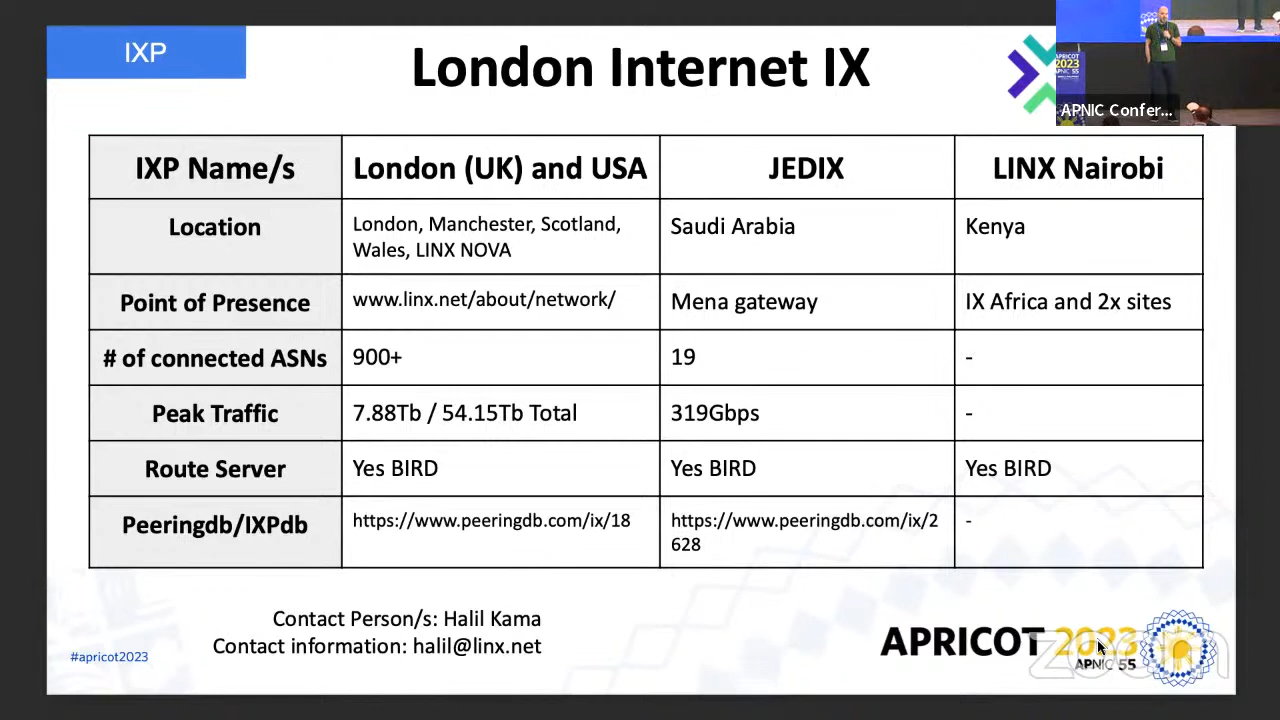 IXP
London Internet IX
APRICOT
2023
APNIC 55
APNIC Confer...
IXP Name/s
London (UK) and USA
JEDIX
LINX Nairobi
Location
London, Manchester, Scotland,
Wales, LINX NOVA
Saudi Arabia
Kenya
Point of Presence
www.linx.net/about/network/
Mena gateway
IX Africa and 2x sites
# of connected ASNs
900+
19
-
Peak Traffic
7.88Tb / 54.15Tb Total
319Gbps
-
Route Server
Yes BIRD
Yes BIRD
Yes BIRD
Peeringdb/IXPdb
https://www.peeringdb.com/ix/18
https://www.peeringdb.com/ix/2
628
-
Contact Person/s: Halil Kama
Contact information: halil@linx.net
#apricot2023
APRICOT 2023
APNIC 55
zoom